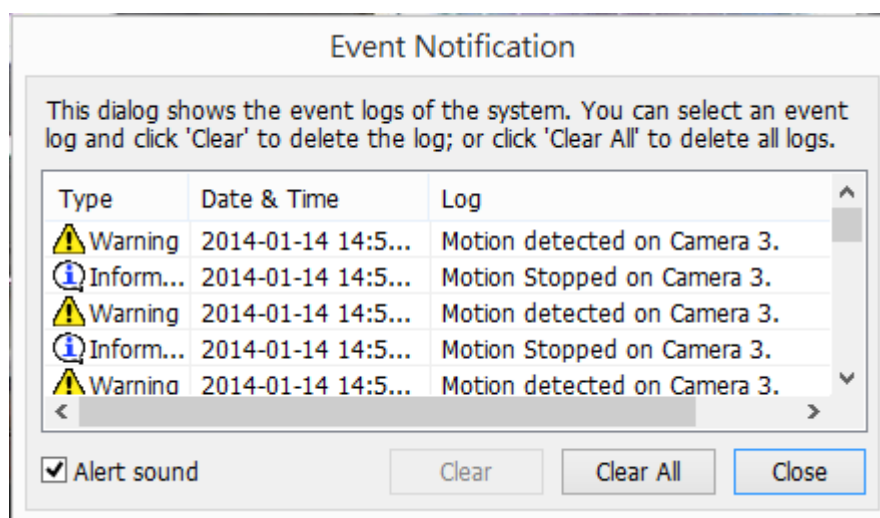 Event Notification
This dialog shows the event logs of the system. You can select an event
log and click 'Clear' to delete the log; or click 'Clear All' to delete all logs.
Type Date & Time Log
Warning 2014-01-14 14:5... Motion detected on Camera 3.
Inform... 2014-01-14 14:5... Motion Stopped on Camera 3.
Warning 2014-01-14 14:5... Motion detected on Camera 3.
Inform... 2014-01-14 14:5... Motion Stopped on Camera 3.
Warning 2014-01-14 14:5... Motion detected on Camera 3.
Alert sound Clear Clear All Close